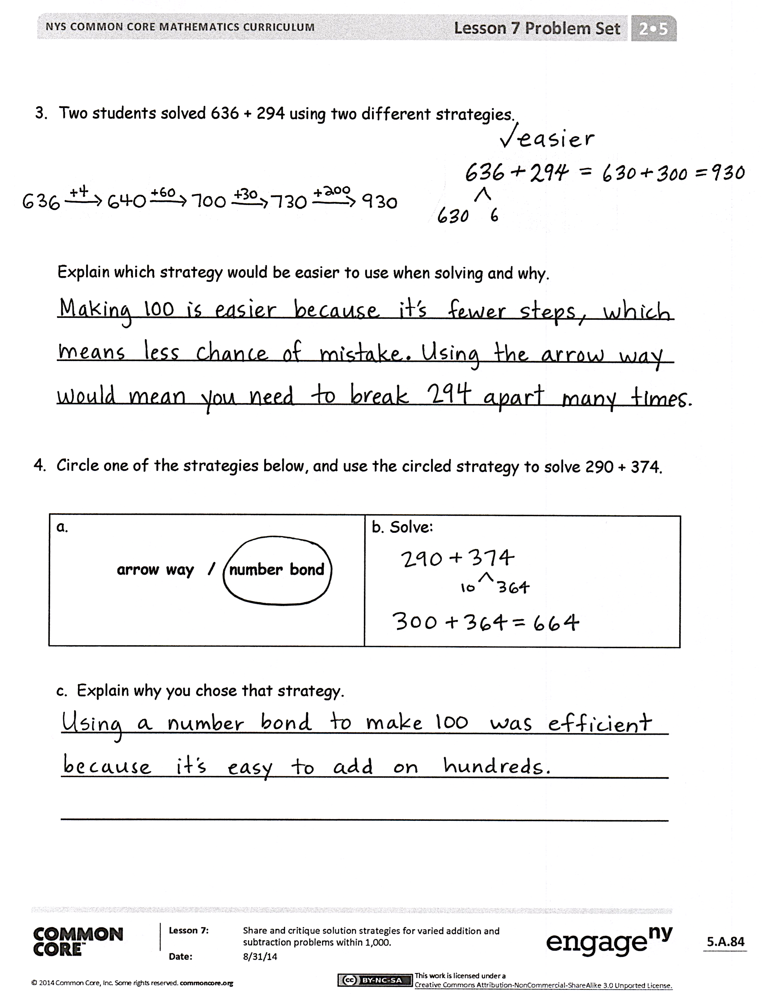 NYS COMMON CORE MATHEMATICS CURRICULUM Lesson 7 Problem Set 2•5
3. Two students solved 636 + 294 using two different strategies.
√easier
636 + 294 = 630 + 300 = 930
630 6
636 +4→ 640 +60→ 700 +30→ 730 +200→ 930
Explain which strategy would be easier to use when solving and why.
Making 100 is easier because it's fewer steps, which
means less chance of mistake. Using the arrow way
would mean you need to break 294 apart many times.
4. Circle one of the strategies below, and use the circled strategy to solve 290 + 374.
a.
arrow way / number bond
b. Solve:
290 + 374
10 364
300 + 364 = 664
c. Explain why you chose that strategy.
Using a number bond to make 100 was efficient
because it's easy to add on hundreds.
COMMON
CORE™
Lesson 7: Share and critique solution strategies for varied addition and
subtraction problems within 1,000.
Date: 8/31/14
engage ny
5.A.84
© 2014 Common Core, Inc. Some rights reserved. commoncore.org
cc BY-NC-SA
This work is licensed under a
Creative Commons Attribution-NonCommercial-ShareAlike 3.0 Unported License.